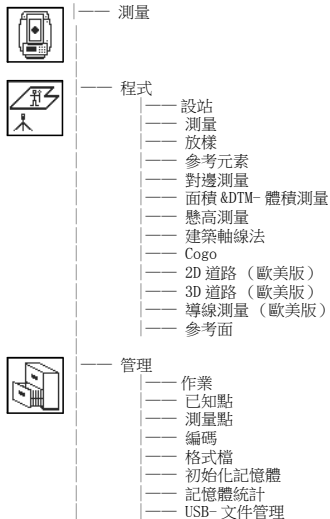 測量
程式
設站
測量
放樣
參考元素
對邊測量
面積 &DTM- 體積測量
懸高測量
建築軸線法
Cogo
2D 道路（歐美版）
3D 道路（歐美版）
導線測量（歐美版）
參考面
管理
作業
已知點
測量點
編碼
格式檔
初始化記憶體
記憶體統計
USB- 文件管理